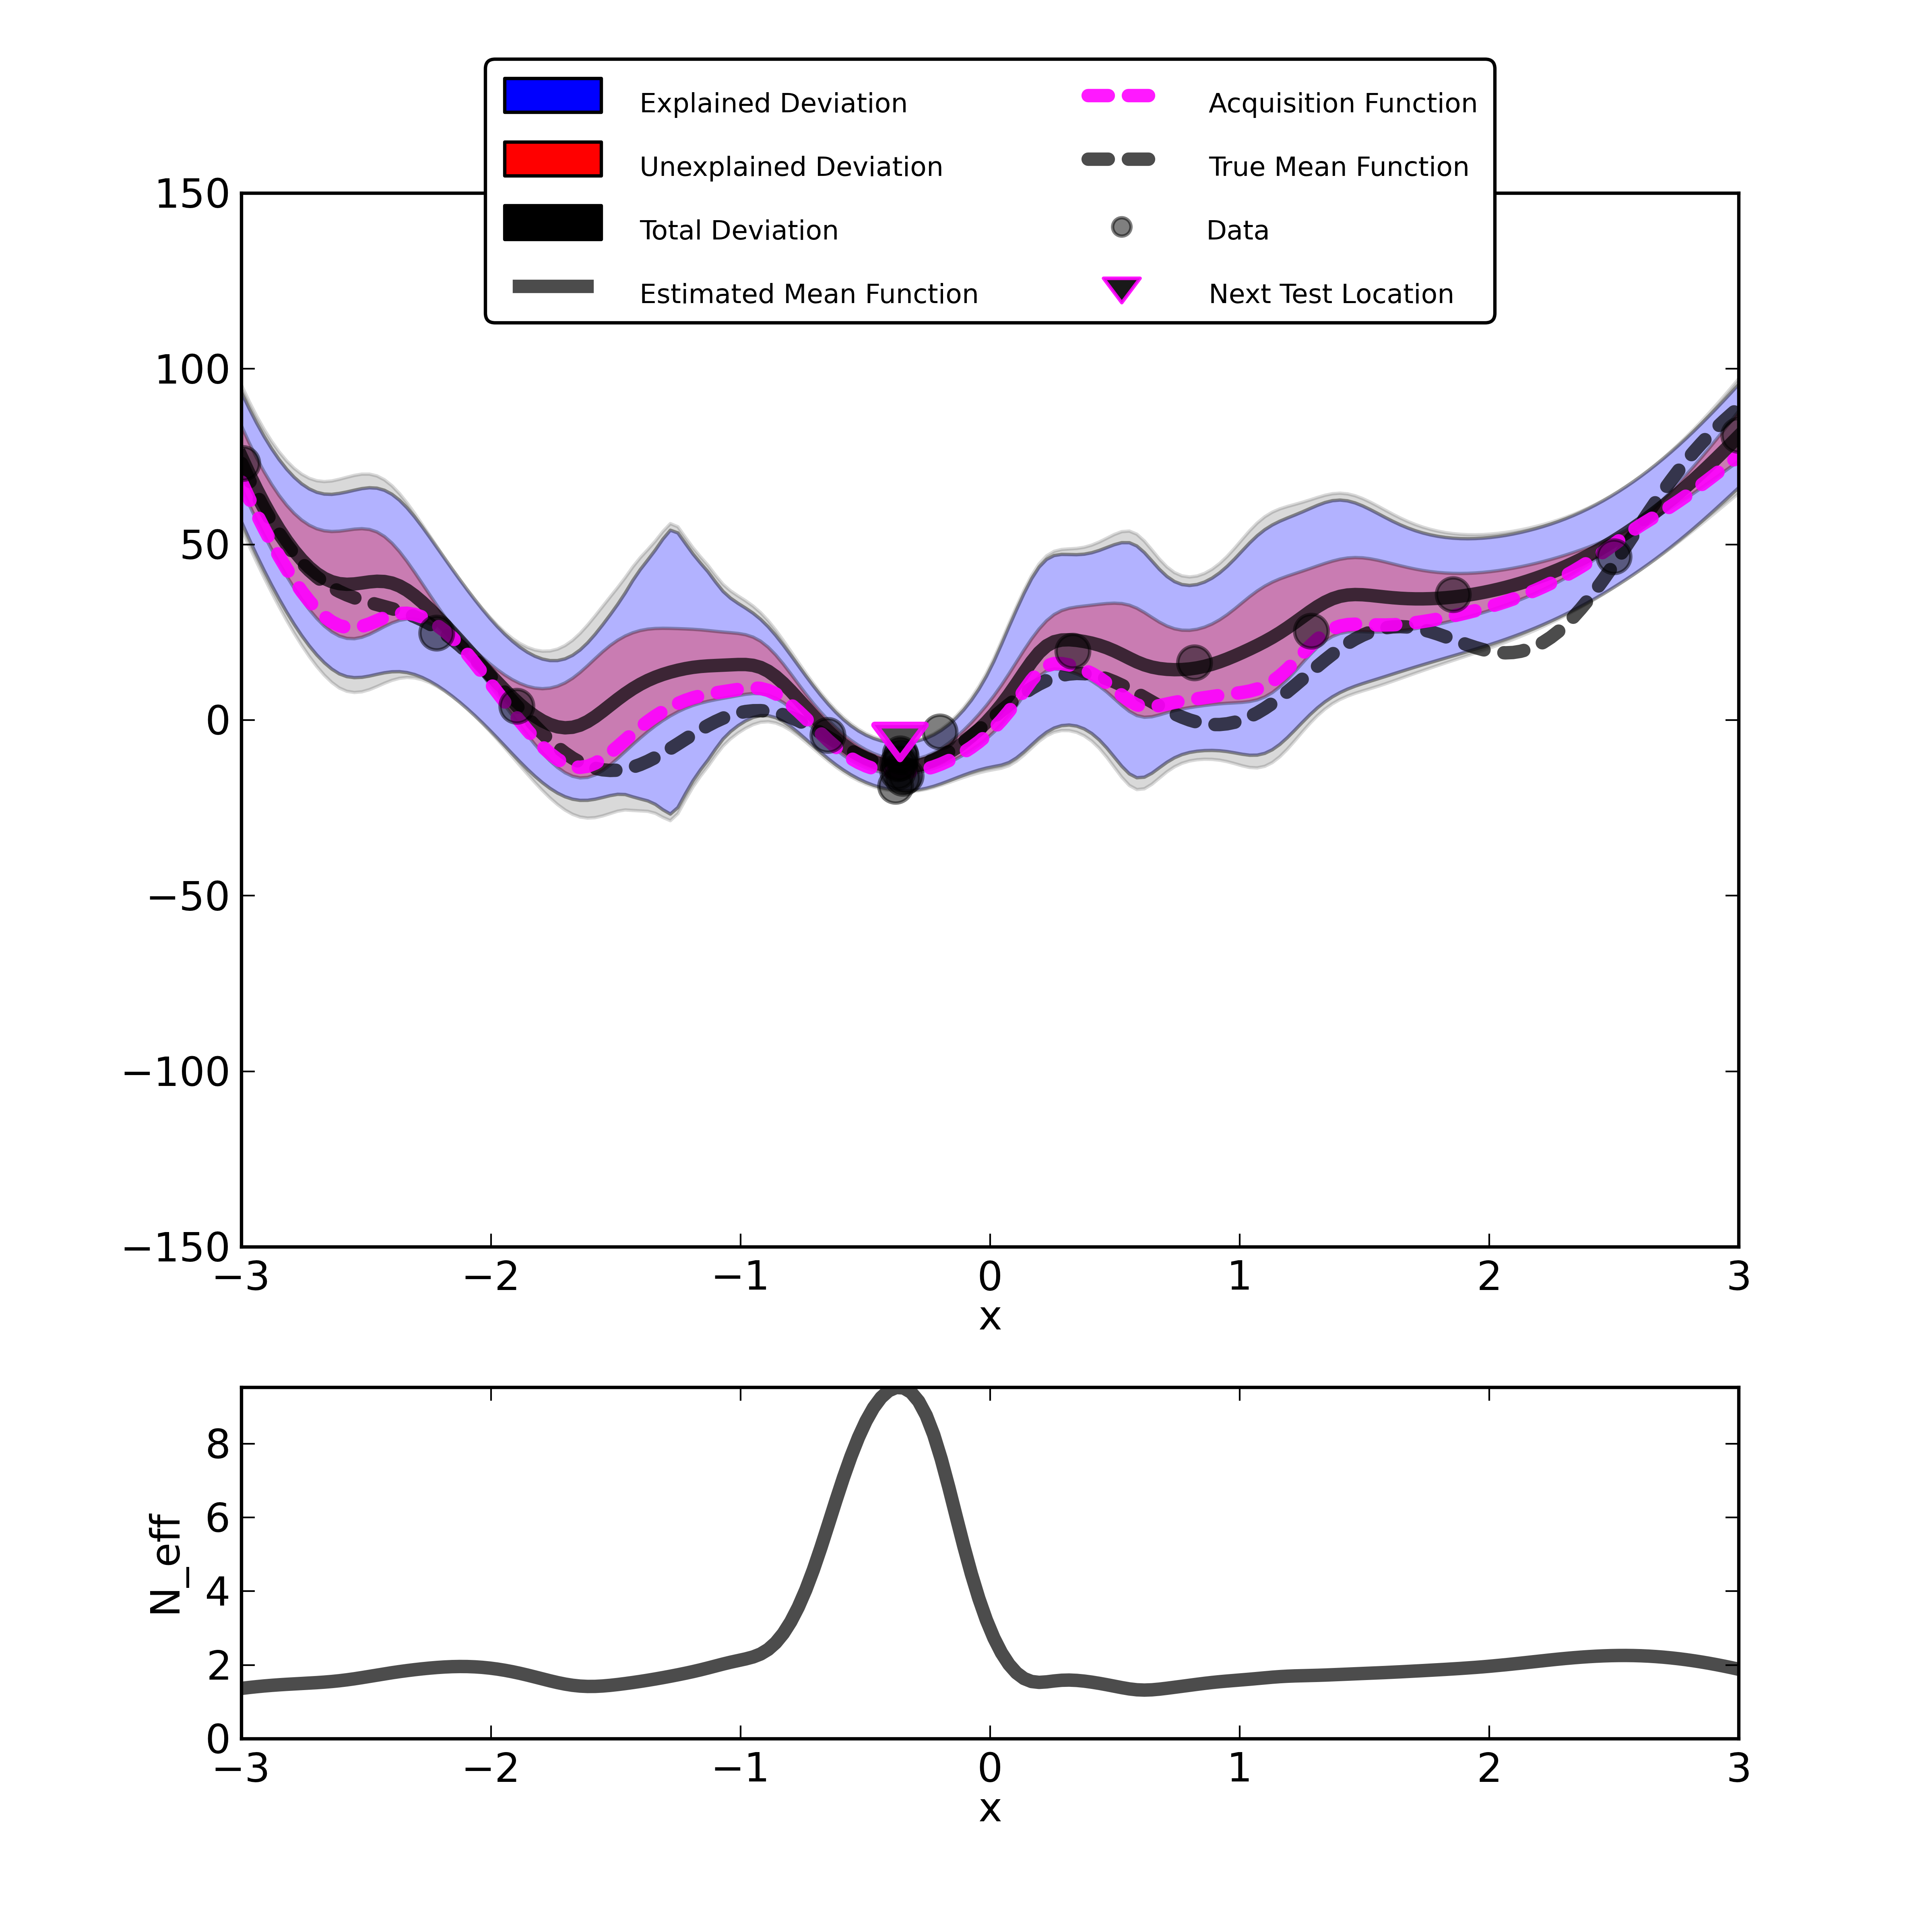 Explained Deviation
Unexplained Deviation
Total Deviation
Estimated Mean Function
Acquisition Function
True Mean Function
Data
Next Test Location
150
100
50
0
−50
−100
−150
−3 −2 −1 0 1 2 3
x
N_eff
8
6
4
2
0
−3 −2 −1 0 1 2 3
x